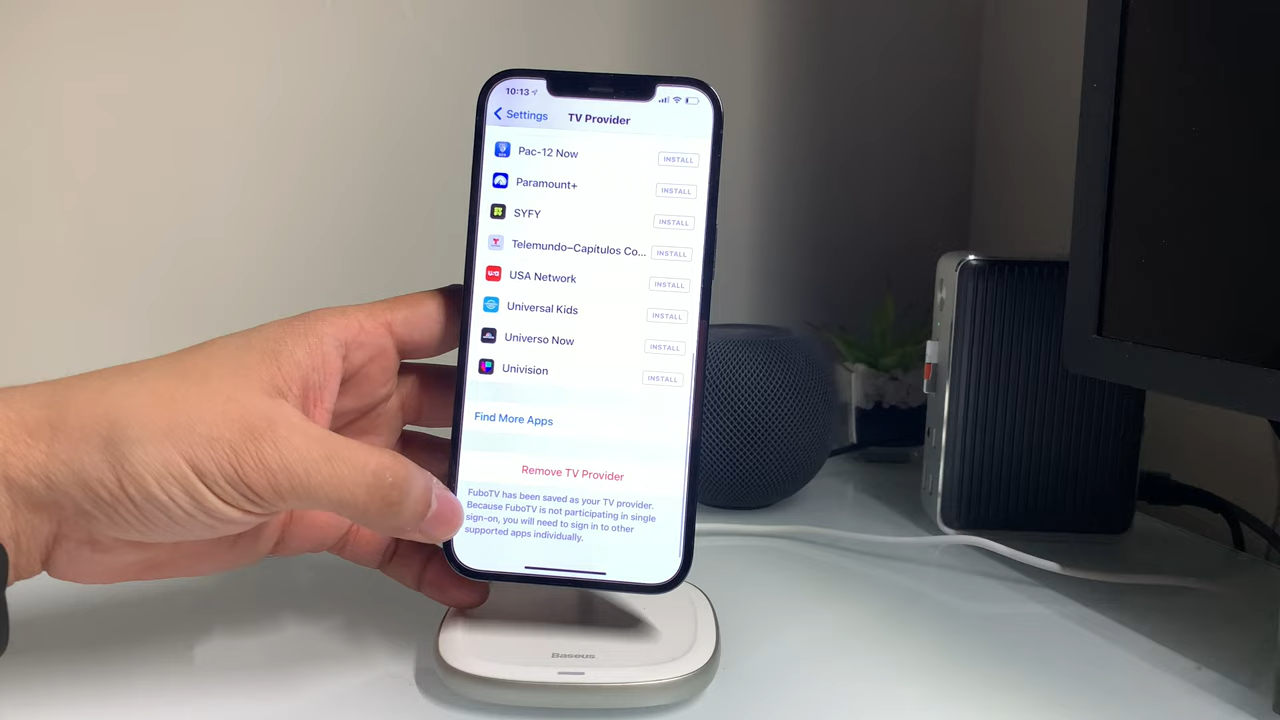 10:13
Settings TV Provider
Pac-12 Now INSTALL
Paramount+ INSTALL
SYFY INSTALL
Telemundo–Capítulos Co... INSTALL
USA Network INSTALL
Universal Kids INSTALL
Universo Now INSTALL
Univision INSTALL
Find More Apps
Remove TV Provider
FuboTV has been saved as your TV provider.
Because FuboTV is not participating in single
sign-on, you will need to sign in to other
supported apps individually.
Baseus